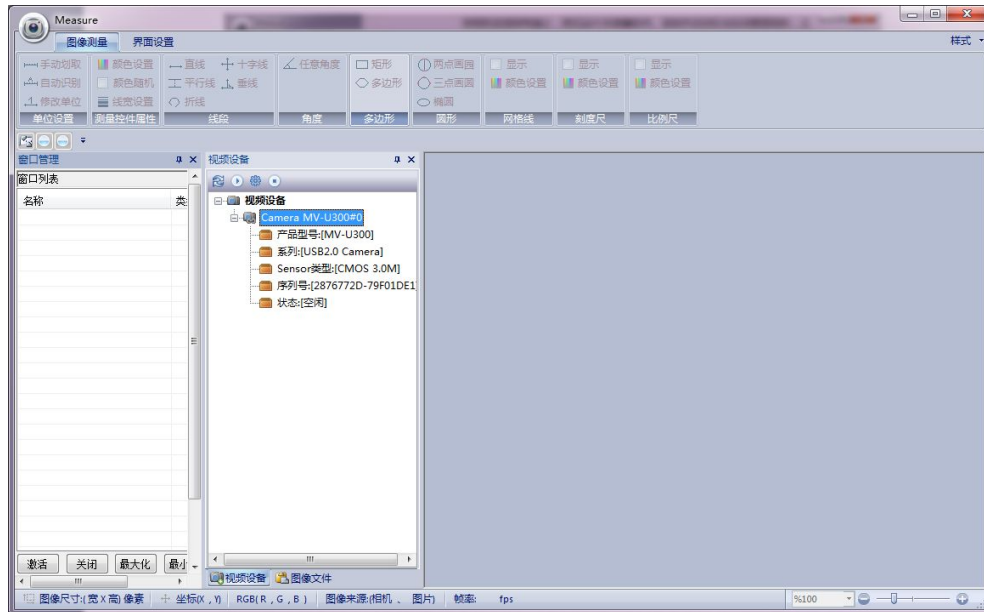 Measure
图像测量 界面设置 样式
手动划取 颜色设置 直线 十字线 任意角度 矩形 两点画圆 显示 显示 显示
自动识别 颜色随机 平行线 垂线 多边形 三点画圆 颜色设置 颜色设置 颜色设置
修改单位 线宽设置 折线 椭圆
单位设置 测量控件属性 线段 角度 多边形 圆形 网格线 刻度尺 比例尺
窗口管理 视频设备
窗口列表
名称 类
视频设备
Camera MV-U300#0
产品型号:[MV-U300]
系列:[USB2.0 Camera]
Sensor类型:[CMOS 3.0M]
序列号:[2876772D-79F01DE1
状态:[空闲]
激活 关闭 最大化 最小
视频设备 图像文件
图像尺寸:(宽X高)像素 坐标(X,Y) RGB(R,G,B) 图像来源:(相机、图片) 帧率: fps %100